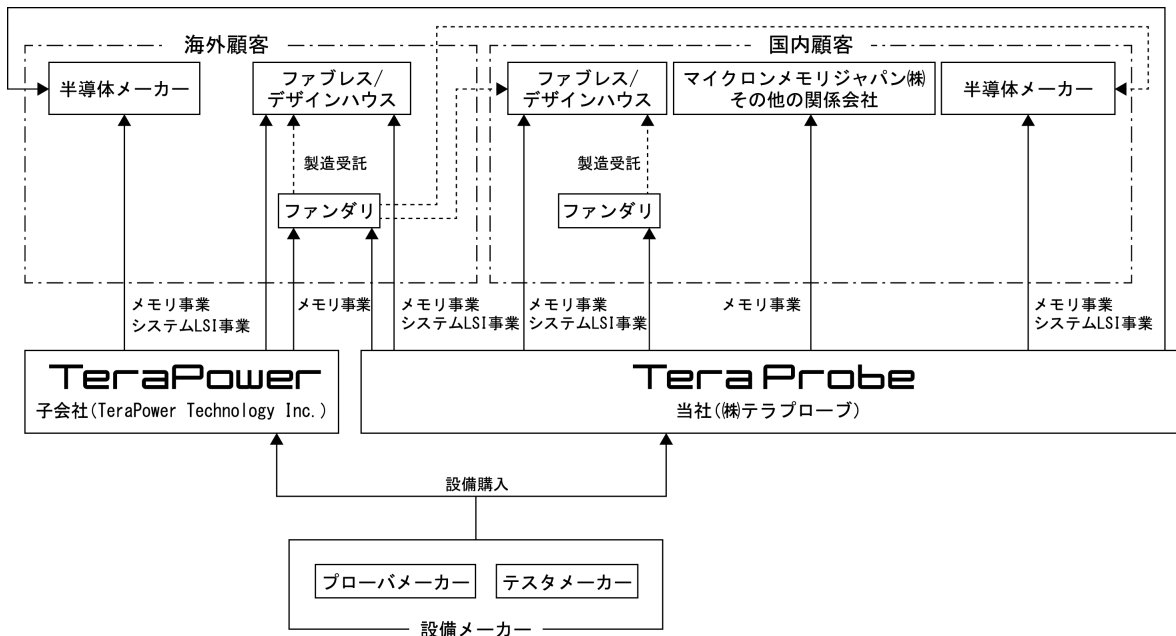 海外顧客
国内顧客
半導体メーカー
ファブレス/
デザインハウス
ファブレス/
デザインハウス
マイクロンメモリジャパン㈱
その他の関係会社
半導体メーカー
製造受託
製造受託
ファンダリ
ファンダリ
メモリ事業
システムLSI事業
メモリ事業
メモリ事業
システムLSI事業
メモリ事業
システムLSI事業
メモリ事業
メモリ事業
システムLSI事業
TeraPower
子会社(TeraPower Technology Inc.)
Tera Probe
当社(㈱テラプローブ)
設備購入
プローバメーカー
テスタメーカー
設備メーカー